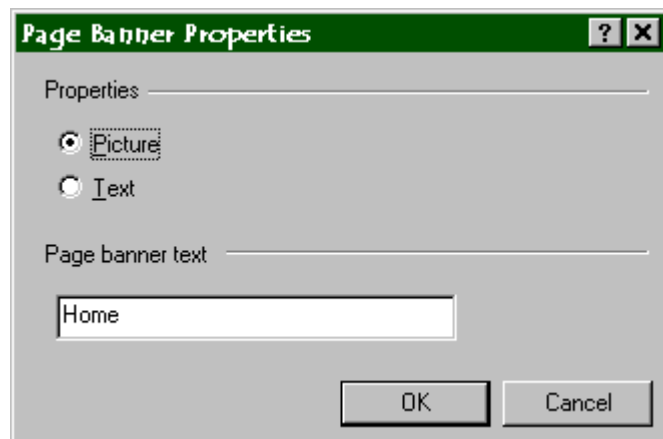 Page Banner Properties ? X
Properties
Picture
Text
Page banner text
Home
OK Cancel